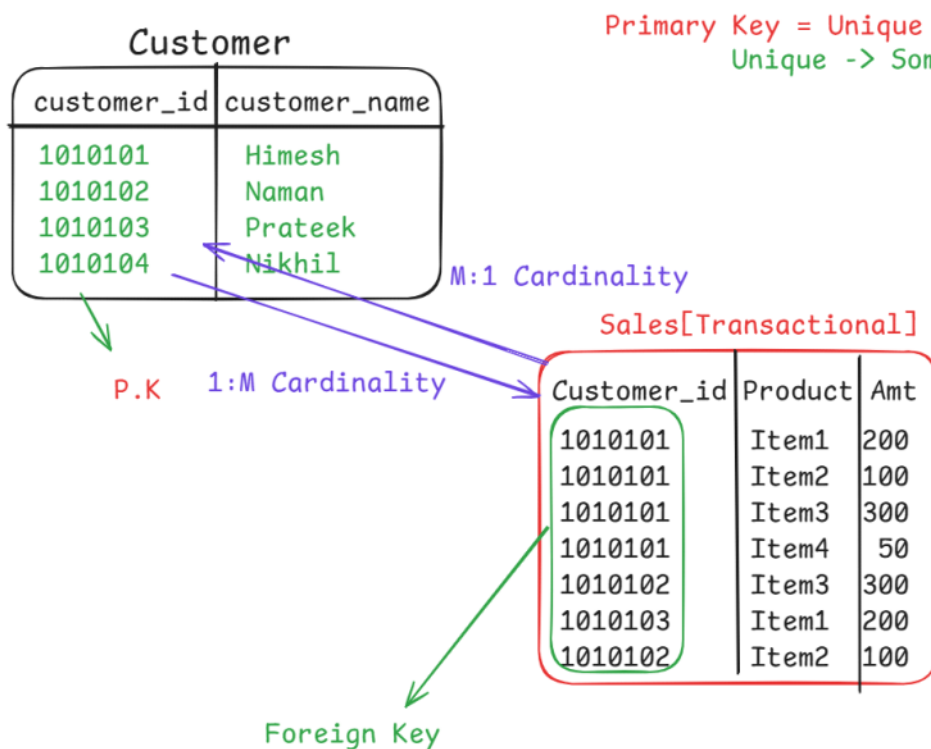 Primary Key = Unique
Unique ->
Customer
customer_id customer_name
1010101 Himesh
1010102 Naman
1010103 Prateek
1010104 Nikhil
M:1 Cardinality
Sales[Transactional]
P.K
1:M Cardinality
Customer_id Product Amt
1010101 Item1 200
1010101 Item2 100
1010101 Item3 300
1010101 Item4 50
1010102 Item3 300
1010103 Item1 200
1010102 Item2 100
Foreign Key